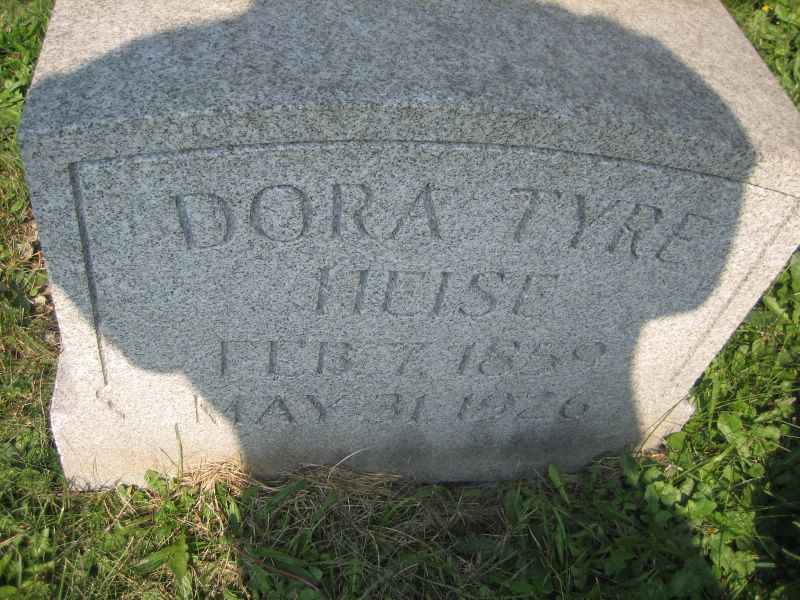 DORA TYRE
HEISE
FEB 7, 1859
MAY 31, 1926